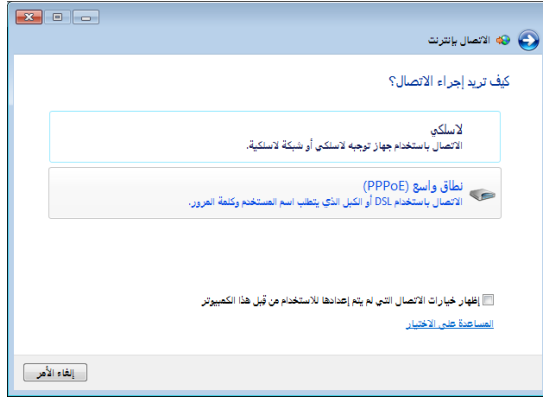 الاتصال بإنترنت
كيف تريد إجراء الاتصال؟
لاسلكي
الاتصال باستخدام جهاز توجيه لاسلكي أو شبكة لاسلكية.
نطاق واسع (PPPoE)
الاتصال باستخدام DSL أو الكبل الذي يتطلب اسم المستخدم وكلمة المرور.
إظهار خيارات الاتصال التي لم يتم إعدادها للاستخدام من قِبل هذا الكمبيوتر
المساعدة على الاختيار
إلغاء الأمر